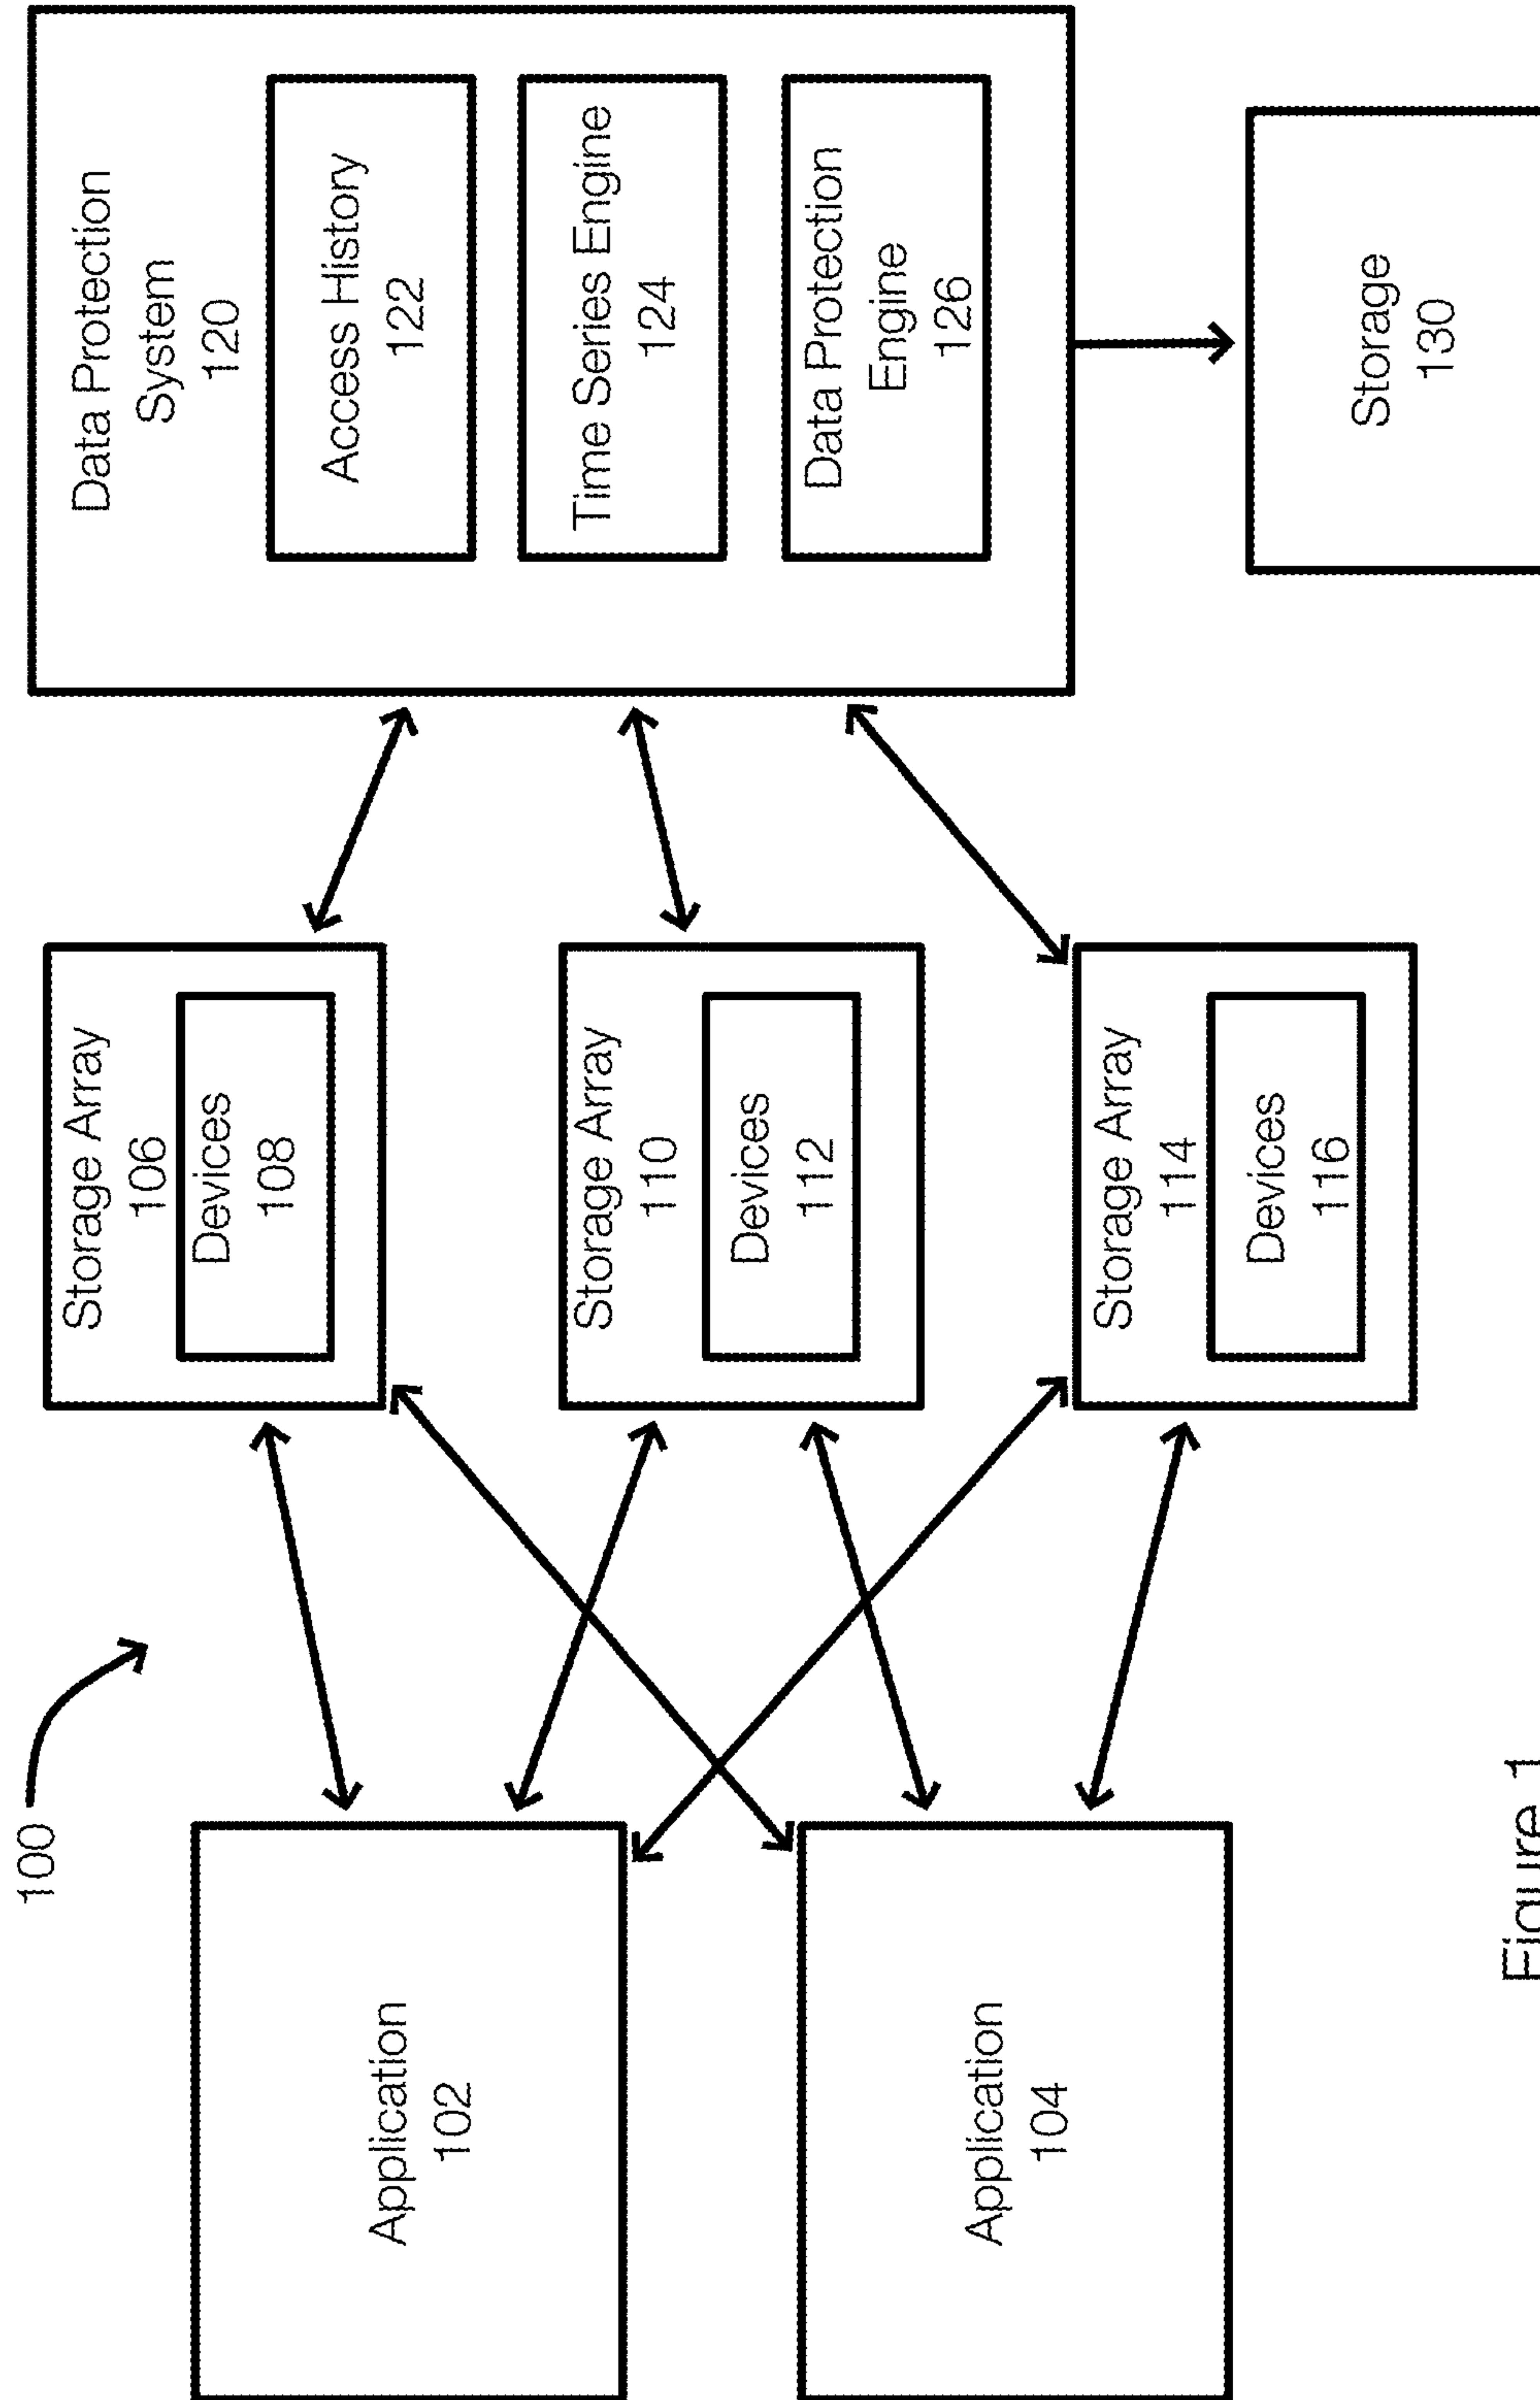 100
Application
102
Application
104
Storage Array
106
Devices
108
Storage Array
110
Devices
112
Storage Array
114
Devices
116
Data Protection
System
120
Access History
122
Time Series Engine
124
Data Protection
Engine
126
Storage
130
Figure 1